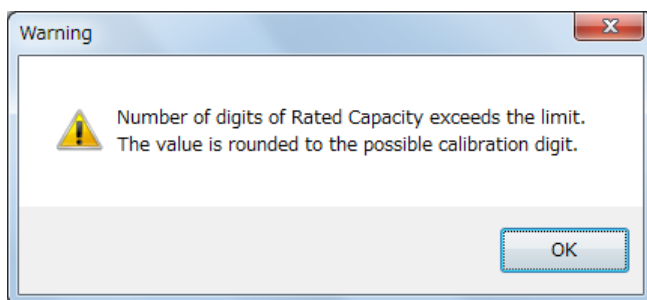 Warning
Number of digits of Rated Capacity exceeds the limit.
The value is rounded to the possible calibration digit.
OK